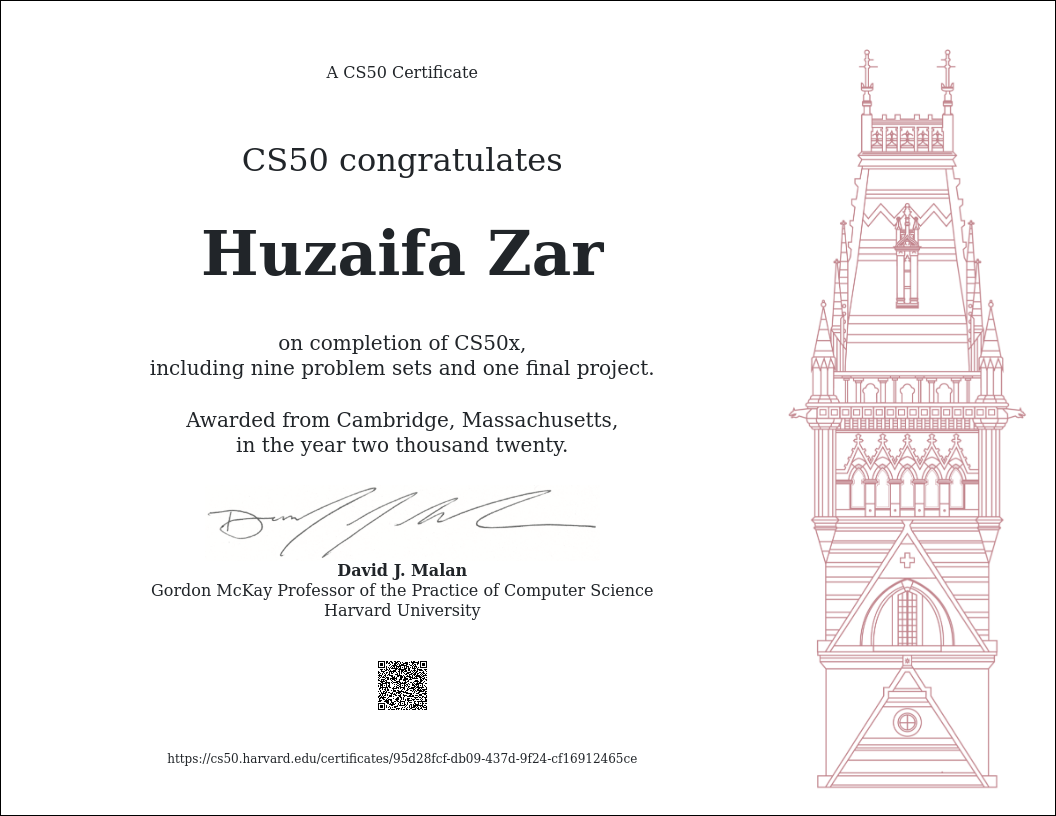 A CS50 Certificate
CS50 congratulates
Huzaifa Zar
on completion of CS50x,
including nine problem sets and one final project.
Awarded from Cambridge, Massachusetts,
in the year two thousand twenty.
David J. Malan
Gordon McKay Professor of the Practice of Computer Science
Harvard University
https://cs50.harvard.edu/certificates/95d28fcf-db09-437d-9f24-cf16912465ce